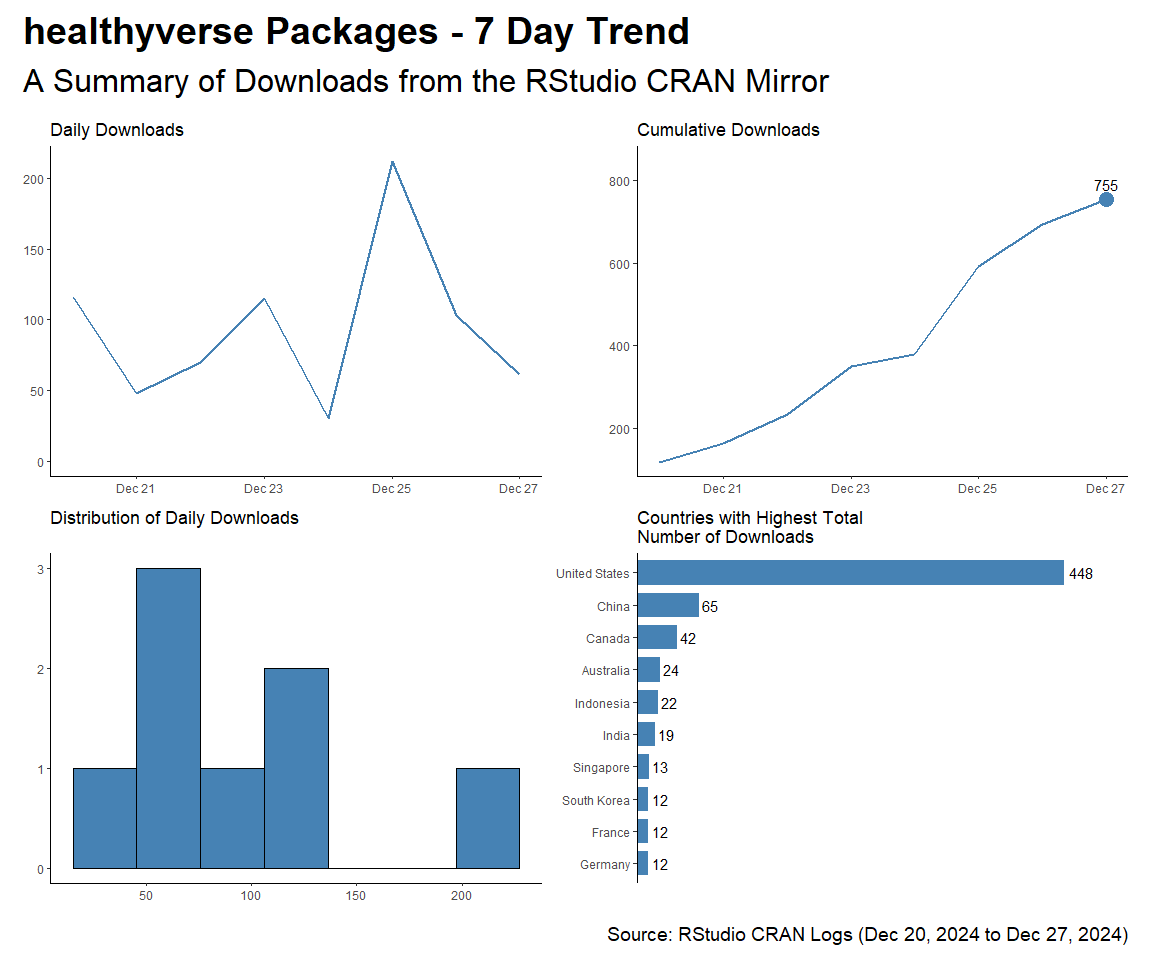 healthyverse Packages - 7 Day Trend
A Summary of Downloads from the RStudio CRAN Mirror
Daily Downloads
200
150
100
50
0
Dec 21
Dec 23
Dec 25
Dec 27
Cumulative Downloads
800
600
400
200
755
Dec 21
Dec 23
Dec 25
Dec 27
Distribution of Daily Downloads
3
2
1
0
50
100
150
200
Countries with Highest Total
Number of Downloads
United States 448
China 65
Canada 42
Australia 24
Indonesia 22
India 19
Singapore 13
South Korea 12
France 12
Germany 12
Source: RStudio CRAN Logs (Dec 20, 2024 to Dec 27, 2024)